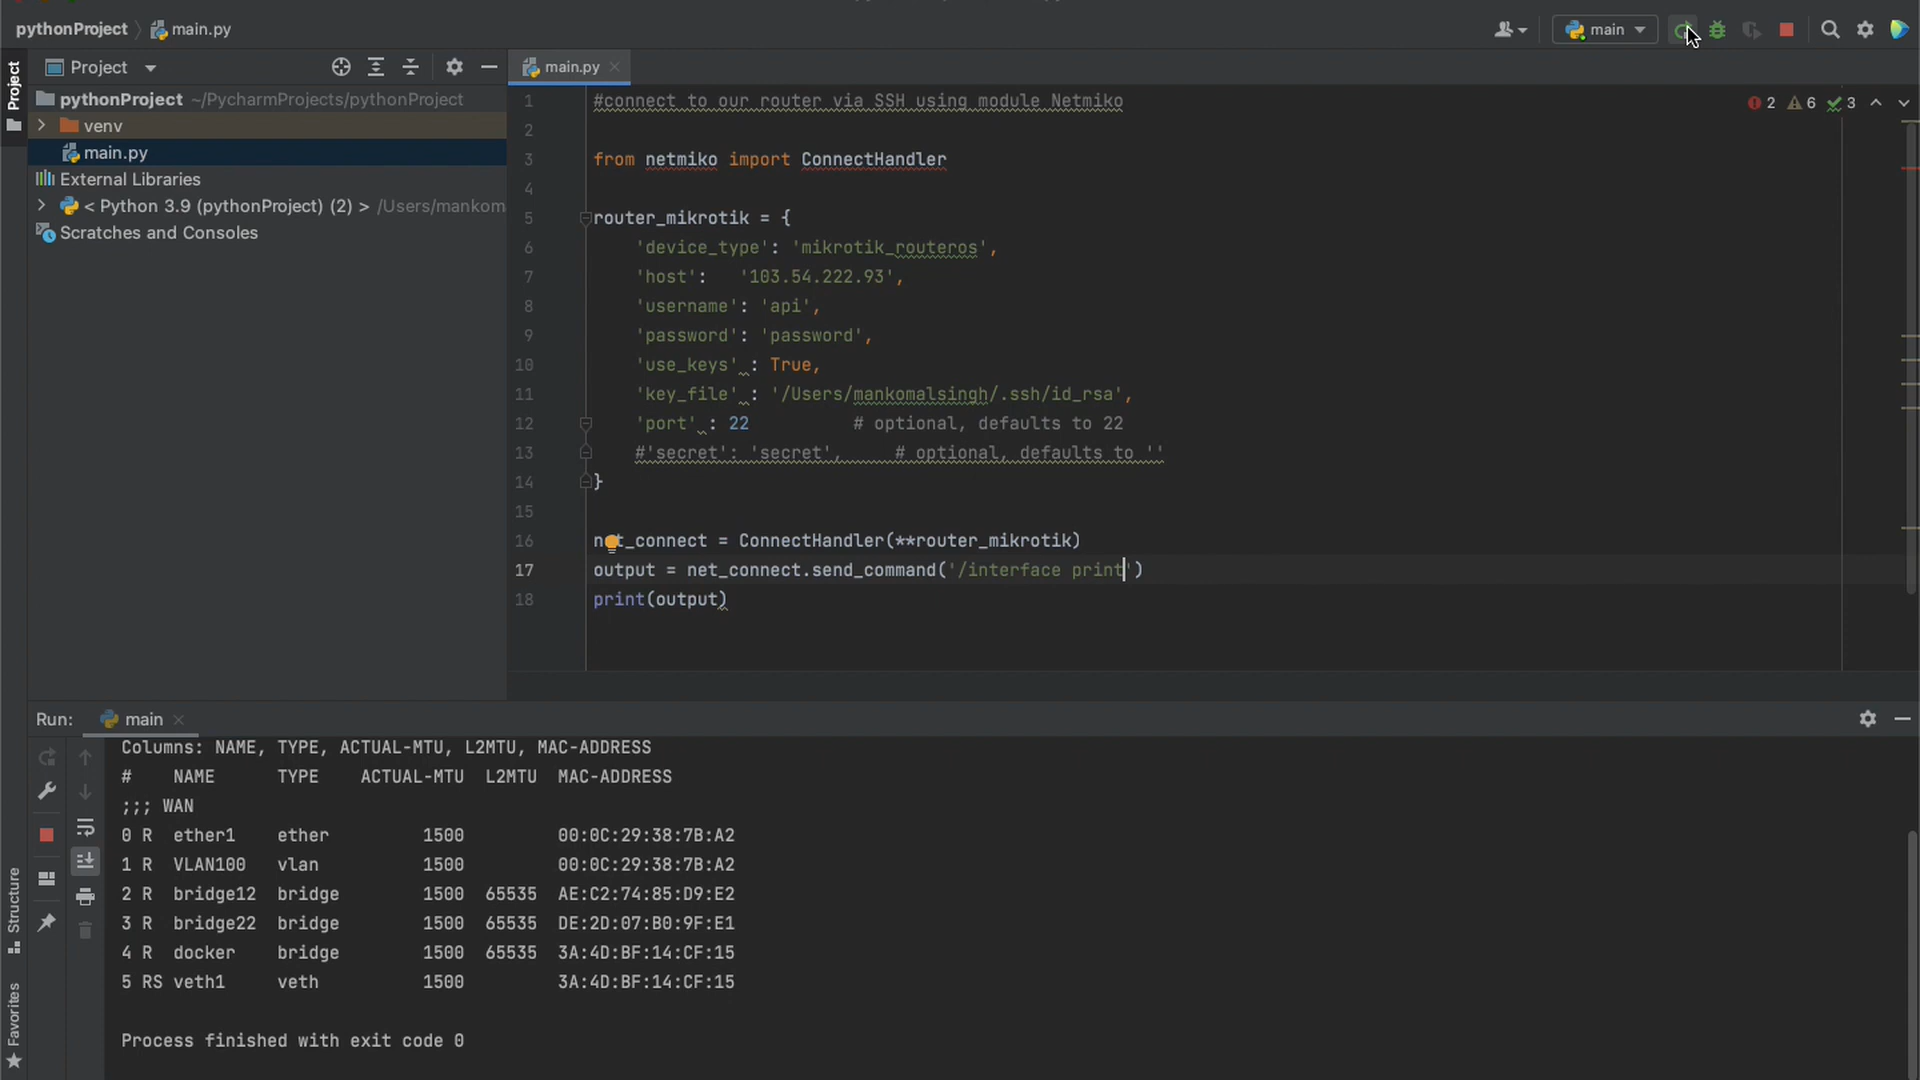 pythonProject main.py
main
Project
main.py
Project
pythonProject ~/PycharmProjects/pythonProject
venv
main.py
External Libraries
< Python 3.9 (pythonProject) (2) > /Users/mankom
Scratches and Consoles
2 6 3
1 #connect to our router via SSH using module Netmiko
2
3 from netmiko import ConnectHandler
4
5 router_mikrotik = {
6 'device_type': 'mikrotik_routeros',
7 'host':   '103.54.222.93',
8 'username': 'api',
9 'password': 'password',
10 'use_keys' : True,
11 'key_file' : '/Users/mankomalsingh/.ssh/id_rsa',
12 'port' : 22          # optional, defaults to 22
13 #'secret': 'secret',     # optional, defaults to ''
14 }
15
16 net_connect = ConnectHandler(**router_mikrotik)
17 output = net_connect.send_command('/interface print')
18 print(output)
Run: main
Columns: NAME, TYPE, ACTUAL-MTU, L2MTU, MAC-ADDRESS
#    NAME      TYPE    ACTUAL-MTU  L2MTU  MAC-ADDRESS
;;; WAN
0 R  ether1    ether         1500         00:0C:29:38:7B:A2
1 R  VLAN100   vlan          1500         00:0C:29:38:7B:A2
2 R  bridge12  bridge        1500  65535  AE:C2:74:85:D9:E2
3 R  bridge22  bridge        1500  65535  DE:2D:07:B0:9F:E1
4 R  docker    bridge        1500  65535  3A:4D:BF:14:CF:15
5 RS veth1     veth          1500         3A:4D:BF:14:CF:15
Process finished with exit code 0
Structure
Favorites